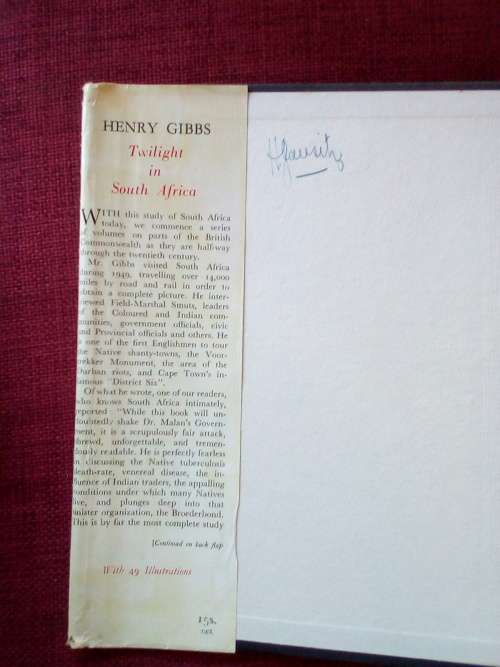 HENRY GIBBS
Twilight
in
South Africa
WITH this study of South Africa
today, we commence a series
of volumes on parts of the British
Commonwealth as they are half-way
through the twentieth century.
Mr. Gibbs visited South Africa
during 1949, travelling over 14,000
miles by road and rail in order to
obtain a complete picture. He inter-
viewed Field-Marshal Smuts, leaders
of the Coloured and Indian com-
munities, government officials, civic
and Provincial officials and others. He
is one of the first Englishmen to tour
the Native shanty-towns, the Voor-
trekker Monument, the area of the
Durban riots, and Cape Town's in-
famous "District Six".
Of what he wrote, one of our readers,
who knows South Africa intimately,
reported: "While this book will un-
doubtedly shake Dr. Malan's Govern-
ment, it is a scrupulously fair attack,
shrewd, unforgettable, and tremen-
dously readable. He is perfectly fearless
in discussing the Native tuberculosis
death-rate, venereal disease, the in-
fluence of Indian traders, the appalling
conditions under which many Natives
live, and plunges deep into that
sinister organization, the Broederbond.
This is by far the most complete study
[Continued on back flap
With 49 Illustrations